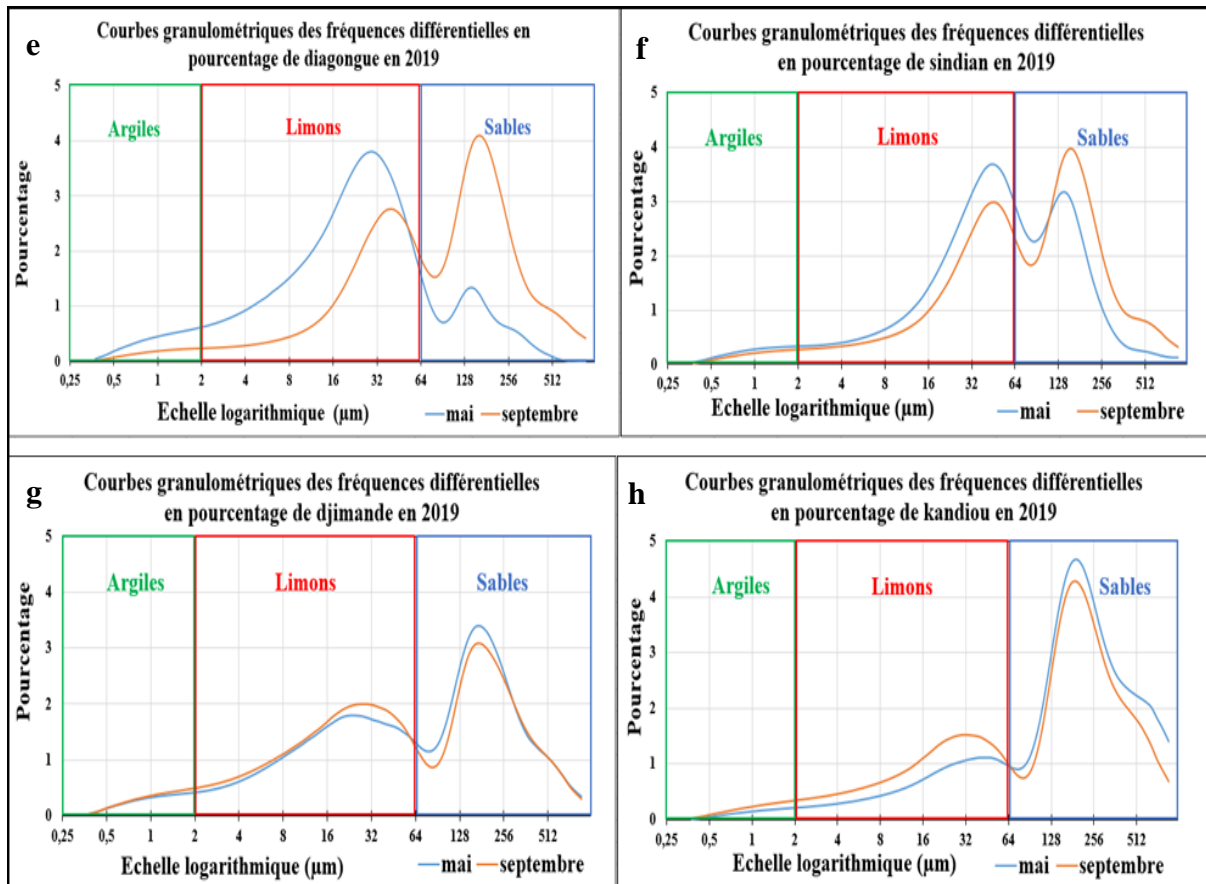 e
Courbes granulométriques des fréquences différentielles en
pourcentage de diagongue en 2019
Pourcentage
5
4
3
2
1
0
Argiles
Limons
Sables
0,25 0,5 1 2 4 8 16 32 64 128 256 512
Echelle logarithmique (µm)
mai septembre
f
Courbes granulométriques des fréquences différentielles
en pourcentage de sindian en 2019
Pourcentage
5
4
3
2
1
0
Argiles
Limons
Sables
0,25 0,5 1 2 4 8 16 32 64 128 256 512
Echelle logarithmique (µm)
mai septembre
g
Courbes granulométriques des fréquences différentielles
en pourcentage de djimande en 2019
Pourcentage
5
4
3
2
1
0
Argiles
Limons
Sables
0,25 0,5 1 2 4 8 16 32 64 128 256 512
Echelle logarithmique (µm)
mai septembre
h
Courbes granulométriques des fréquences différentielles
en pourcentage de kandiou en 2019
Pourcentage
5
4
3
2
1
0
Argiles
Limons
Sables
0,25 0,5 1 2 4 8 16 32 64 128 256 512
Echelle logarithmique (µm)
mai septembre